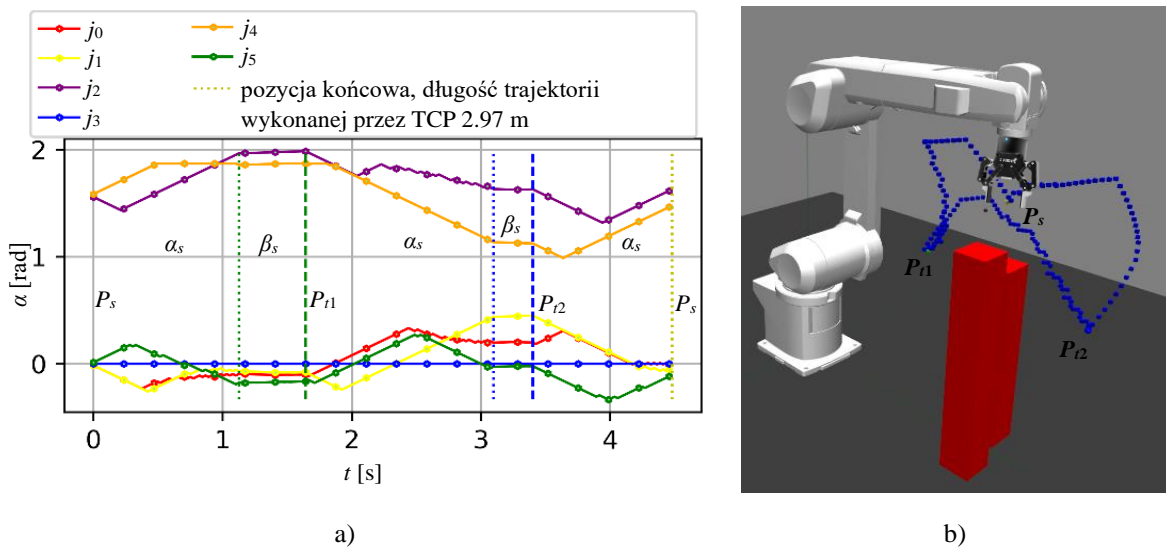 j₀ j₄
j₁ j₅
j₂ pozycja końcowa, długość trajektorii
j₃ wykonanej przez TCP 2.97 m
2
1
0
α [rad]
αₛ βₛ αₛ βₛ αₛ
Pₛ Pₜ₁ Pₜ₂ Pₛ
0 1 2 3 4
t [s]
Pₛ
Pₜ₁
Pₜ₂
a) b)